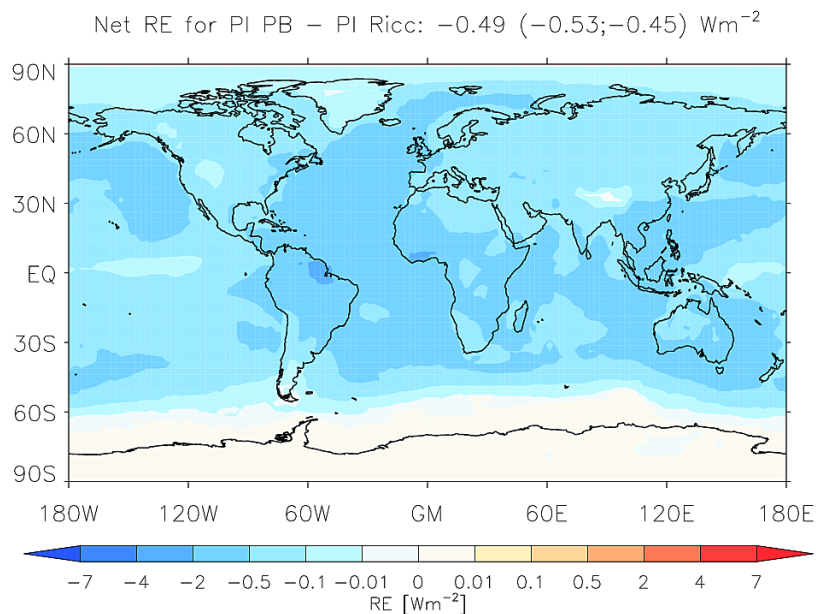 Net RE for PI PB − PI Ricc: −0.49 (−0.53;−0.45) Wm⁻²
90N
60N
30N
EQ
30S
60S
90S
180W 120W 60W GM 60E 120E 180E
−7 −4 −2 −0.5 −0.1 −0.01 0 0.01 0.1 0.5 2 4 7
RE [Wm⁻²]